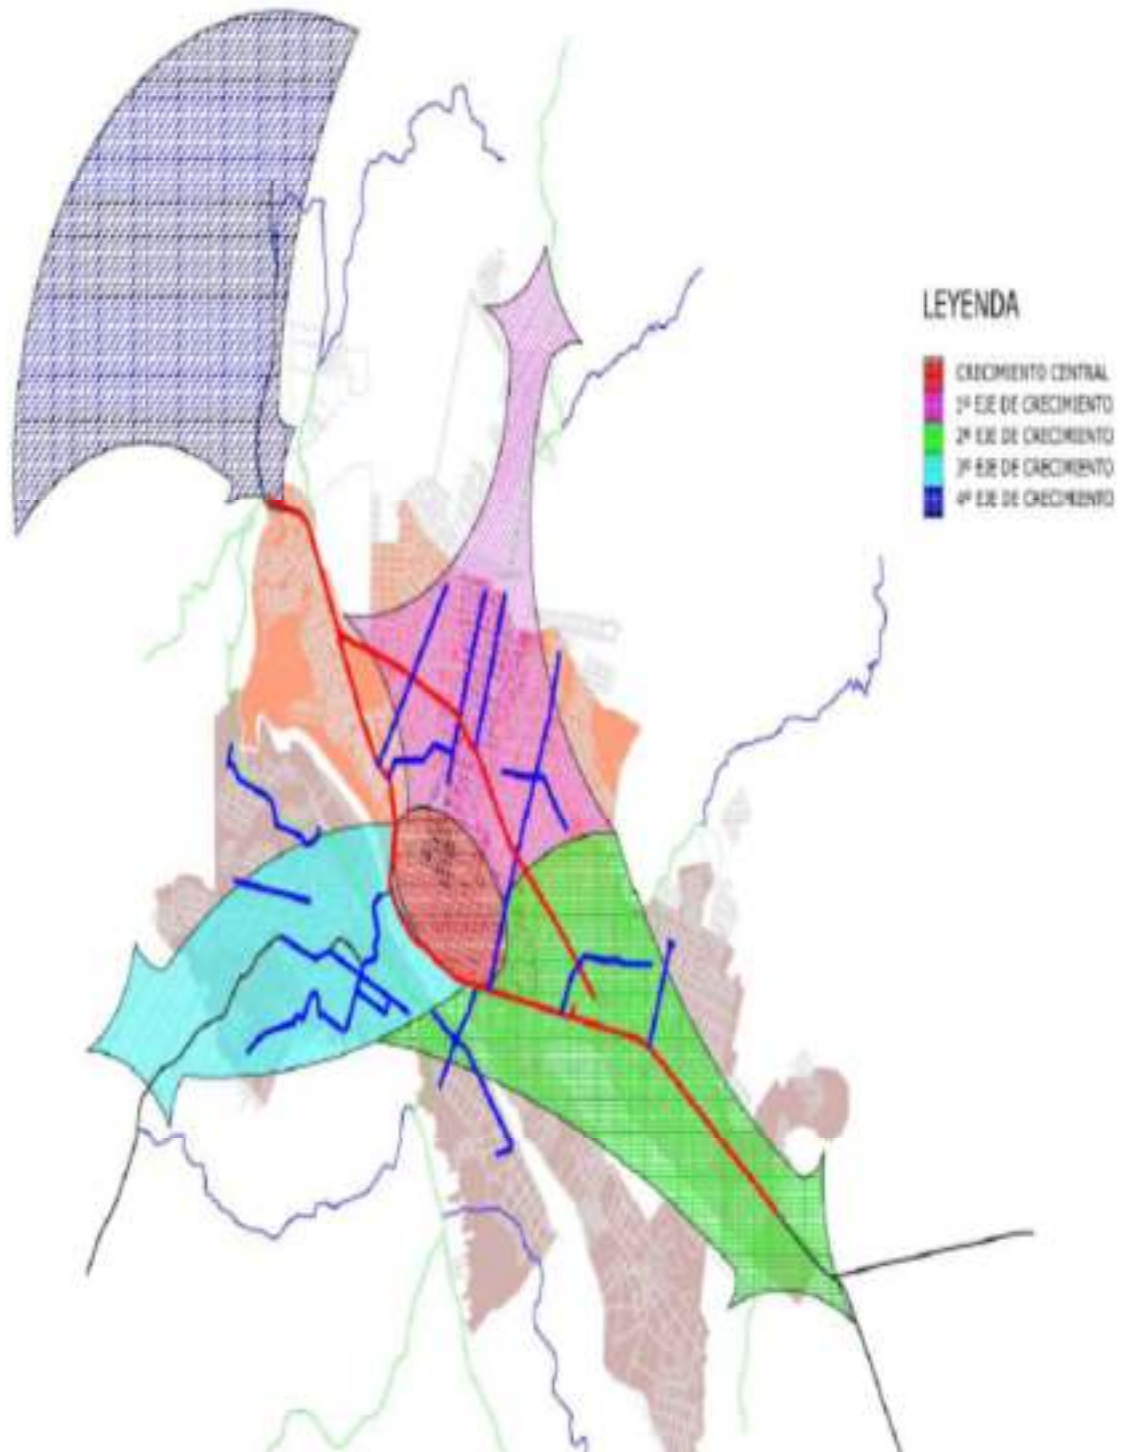 LEYENDA
CRECIMIENTO CENTRAL
1º EJE DE CRECIMIENTO
2º EJE DE CRECIMIENTO
3º EJE DE CRECIMIENTO
4º EJE DE CRECIMIENTO